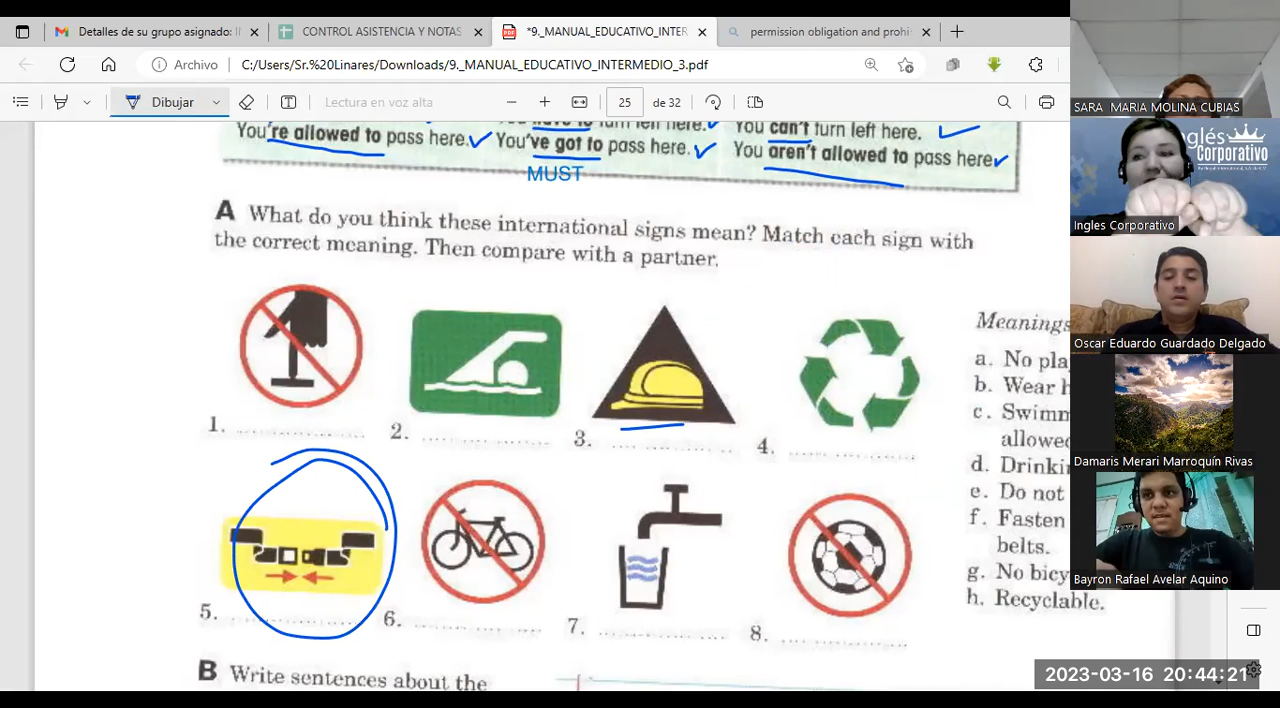 Detalles de su grupo asignado: I
CONTROL ASISTENCIA Y NOTAS
*9._MANUAL_EDUCATIVO_INTER
permission obligation and prohi
Archivo
C:/Users/Sr.%20Linares/Downloads/9._MANUAL_EDUCATIVO_INTERMEDIO_3.pdf
Dibujar
Lectura en voz alta
25
de 32
turn left here.
You can't turn left here.
You're allowed to pass here.
You've got to pass here.
You aren't allowed to pass here
MUST
A What do you think these international signs mean? Match each sign with
the correct meaning. Then compare with a partner.
Meanings
a. No pla
b. Wear h
c. Swimm
allowe
d. Drinki
e. Do not
f. Fasten
belts.
g. No bicy
h. Recyclable.
1.
2.
3.
4.
5.
6.
7.
8.
B Write sentences about the
SARA MARIA MOLINA CUBIAS
glés
Corporativo
Ingles Corporativo
Oscar Eduardo Guardado Delgado
Damaris Merari Marroquín Rivas
Bayron Rafael Avelar Aquino
2023-03-16 20:44:21